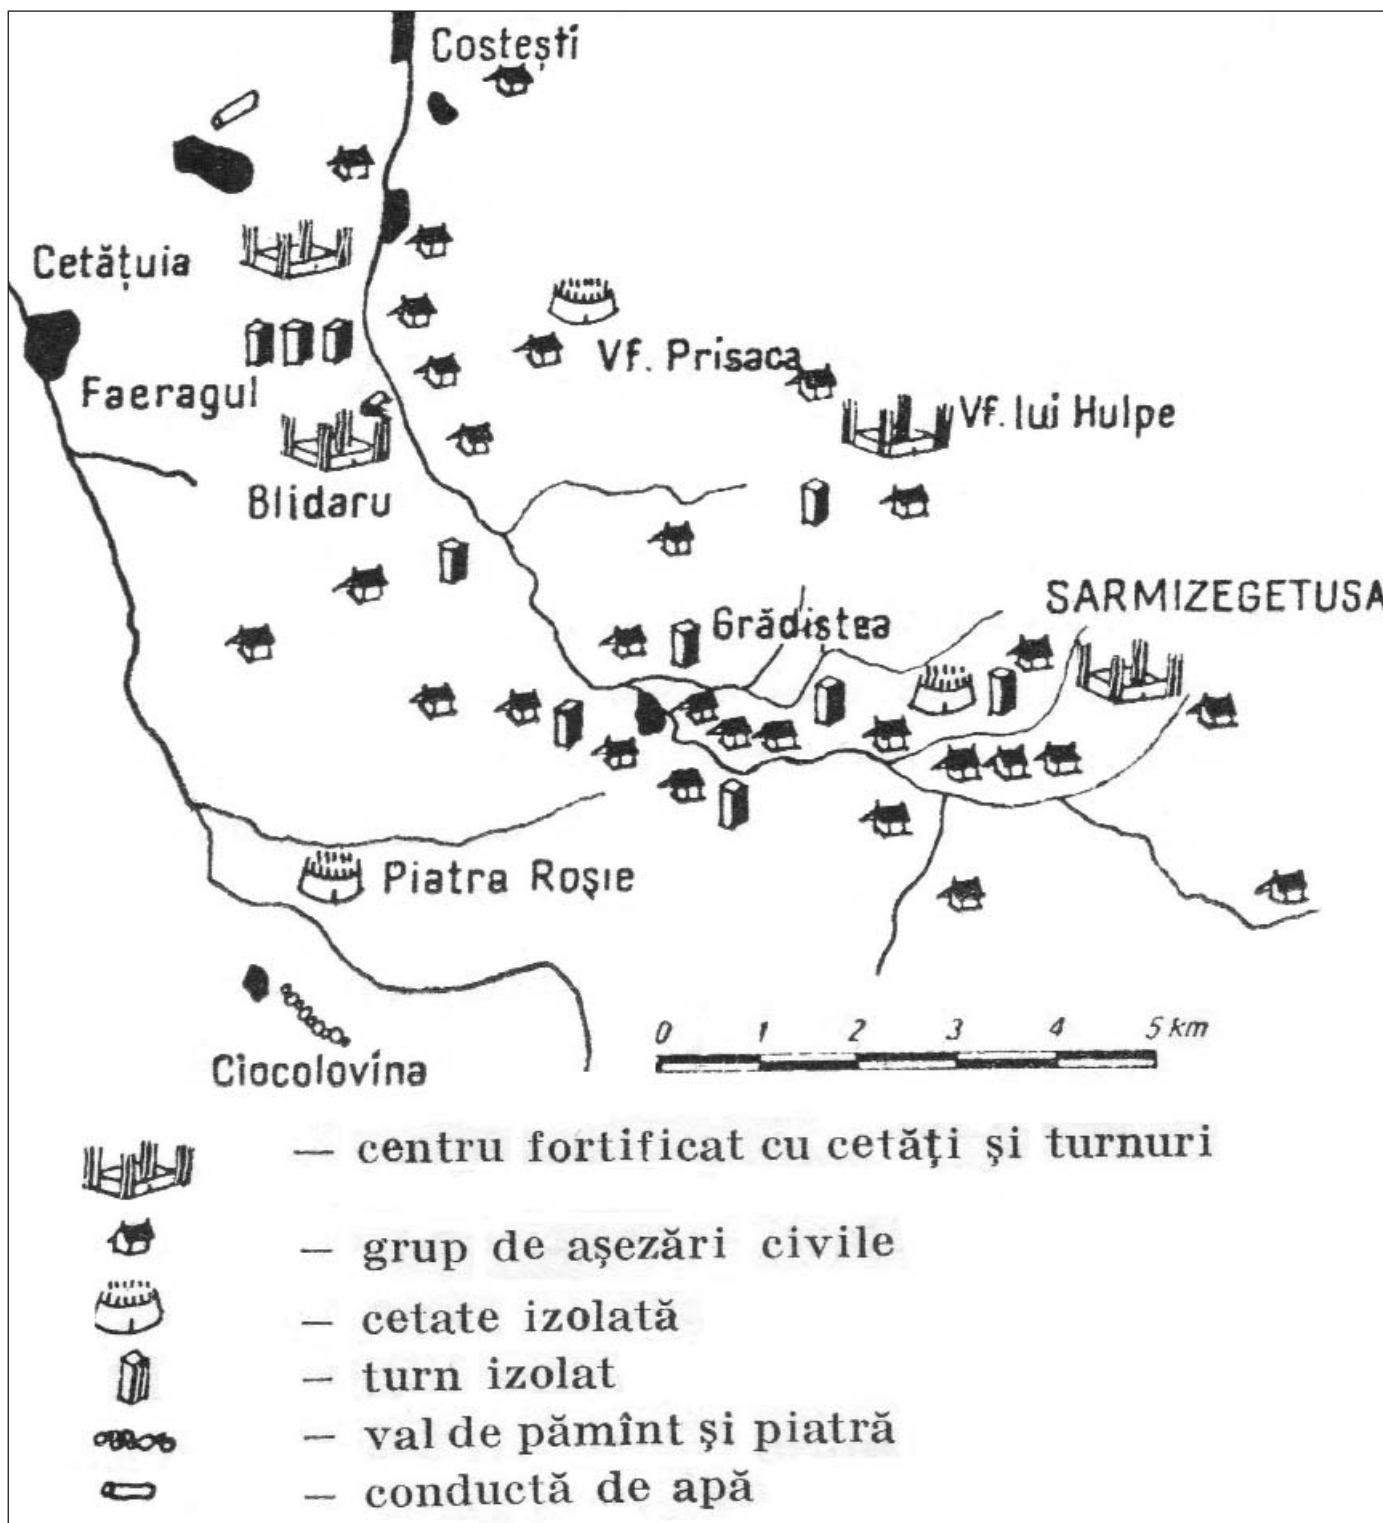 Costești
Cetățuia
Vf. Prisaca
Faeragul
Vf. lui Hulpe
Blidaru
SARMIZEGETUSA
Grădiștea
Piatra Roșie
0 1 2 3 4 5 km
Ciocolovina
— centru fortificat cu cetăți și turnuri
— grup de așezări civile
— cetate izolată
— turn izolat
— val de pămînt și piatră
— conductă de apă